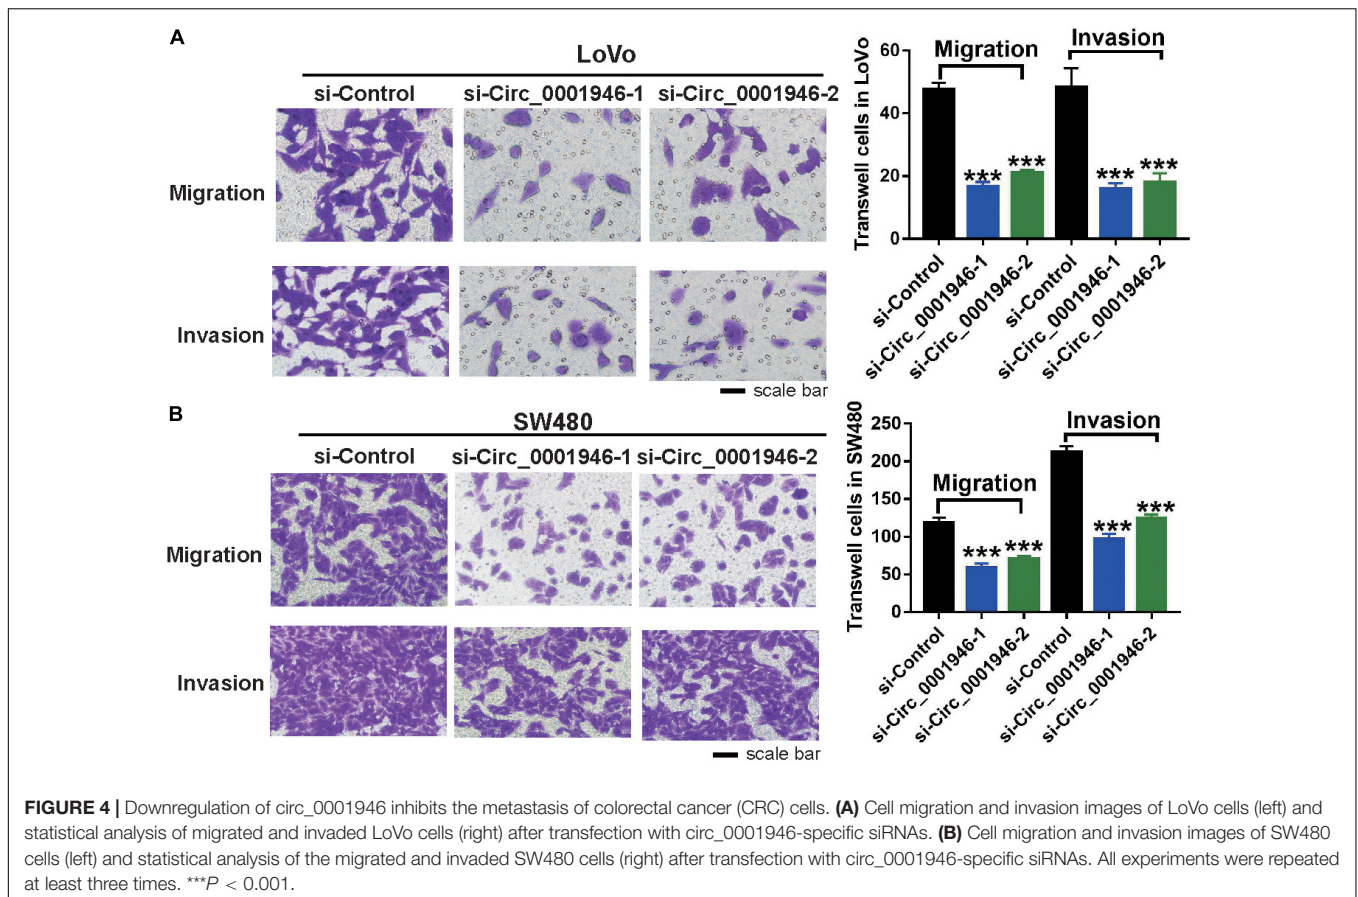 A
LoVo
si-Control
si-Circ_0001946-1
si-Circ_0001946-2
Migration
Invasion
scale bar
Transwell cells in LoVo
60
40
20
0
Migration
Invasion
***
***
***
***
si-Control
si-Circ_0001946-1
si-Circ_0001946-2
si-Control
si-Circ_0001946-1
si-Circ_0001946-2
B
SW480
si-Control
si-Circ_0001946-1
si-Circ_0001946-2
Migration
Invasion
scale bar
Transwell cells in SW480
250
200
150
100
50
0
Migration
Invasion
***
***
***
***
si-Control
si-Circ_0001946-1
si-Circ_0001946-2
si-Control
si-Circ_0001946-1
si-Circ_0001946-2
FIGURE 4 | Downregulation of circ_0001946 inhibits the metastasis of colorectal cancer (CRC) cells. (A) Cell migration and invasion images of LoVo cells (left) and
statistical analysis of migrated and invaded LoVo cells (right) after transfection with circ_0001946-specific siRNAs. (B) Cell migration and invasion images of SW480
cells (left) and statistical analysis of the migrated and invaded SW480 cells (right) after transfection with circ_0001946-specific siRNAs. All experiments were repeated
at least three times. ***P < 0.001.